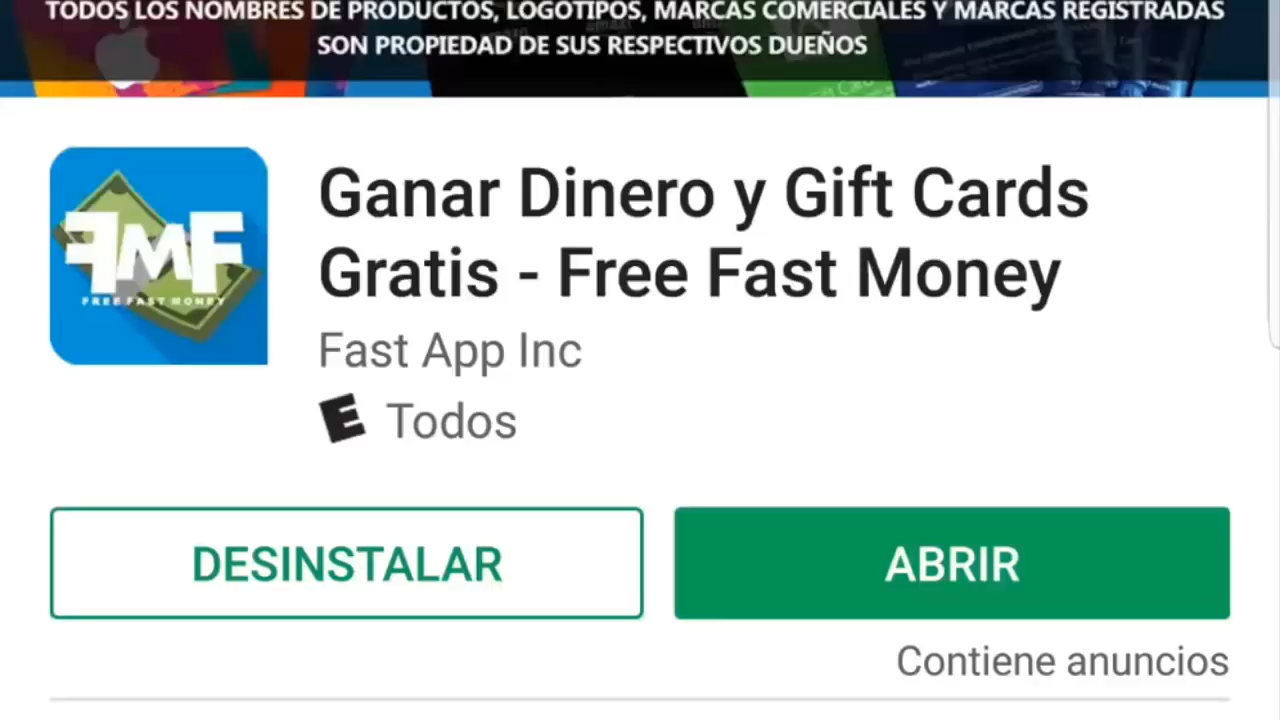 TODOS LOS NOMBRES DE PRODUCTOS, LOGOTIPOS, MARCAS COMERCIALES Y MARCAS REGISTRADAS
SON PROPIEDAD DE SUS RESPECTIVOS DUEÑOS
Ganar Dinero y Gift Cards
Gratis - Free Fast Money
FMF
FREE FAST MONEY
Fast App Inc
E Todos
DESINSTALAR
ABRIR
Contiene anuncios